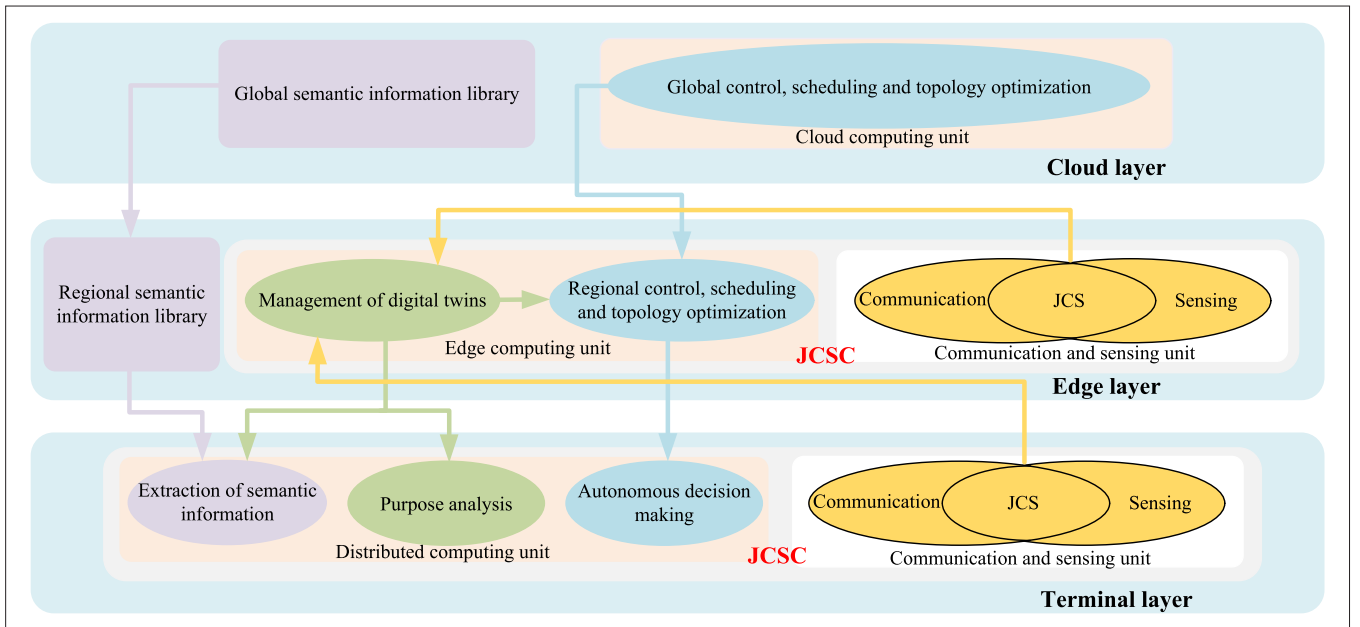 Global semantic information library
Global control, scheduling and topology optimization
Cloud computing unit
Cloud layer
Regional semantic
information library
Management of digital twins
Regional control, scheduling
and topology optimization
Edge computing unit
JCSC
Communication
JCS
Sensing
Communication and sensing unit
Edge layer
Extraction of semantic
information
Purpose analysis
Autonomous decision
making
Distributed computing unit
JCSC
Communication
JCS
Sensing
Communication and sensing unit
Terminal layer